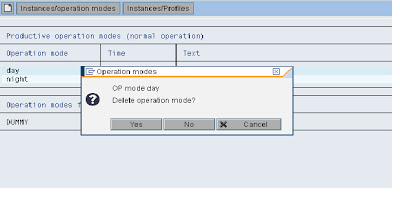 Instances/operation modes Instances/Profiles
Productive operation modes (normal operation)
Operation mode Time Text
day
night
Operation modes
Operation modes f
OP mode day
Delete operation mode?
Yes No Cancel
DUMMY